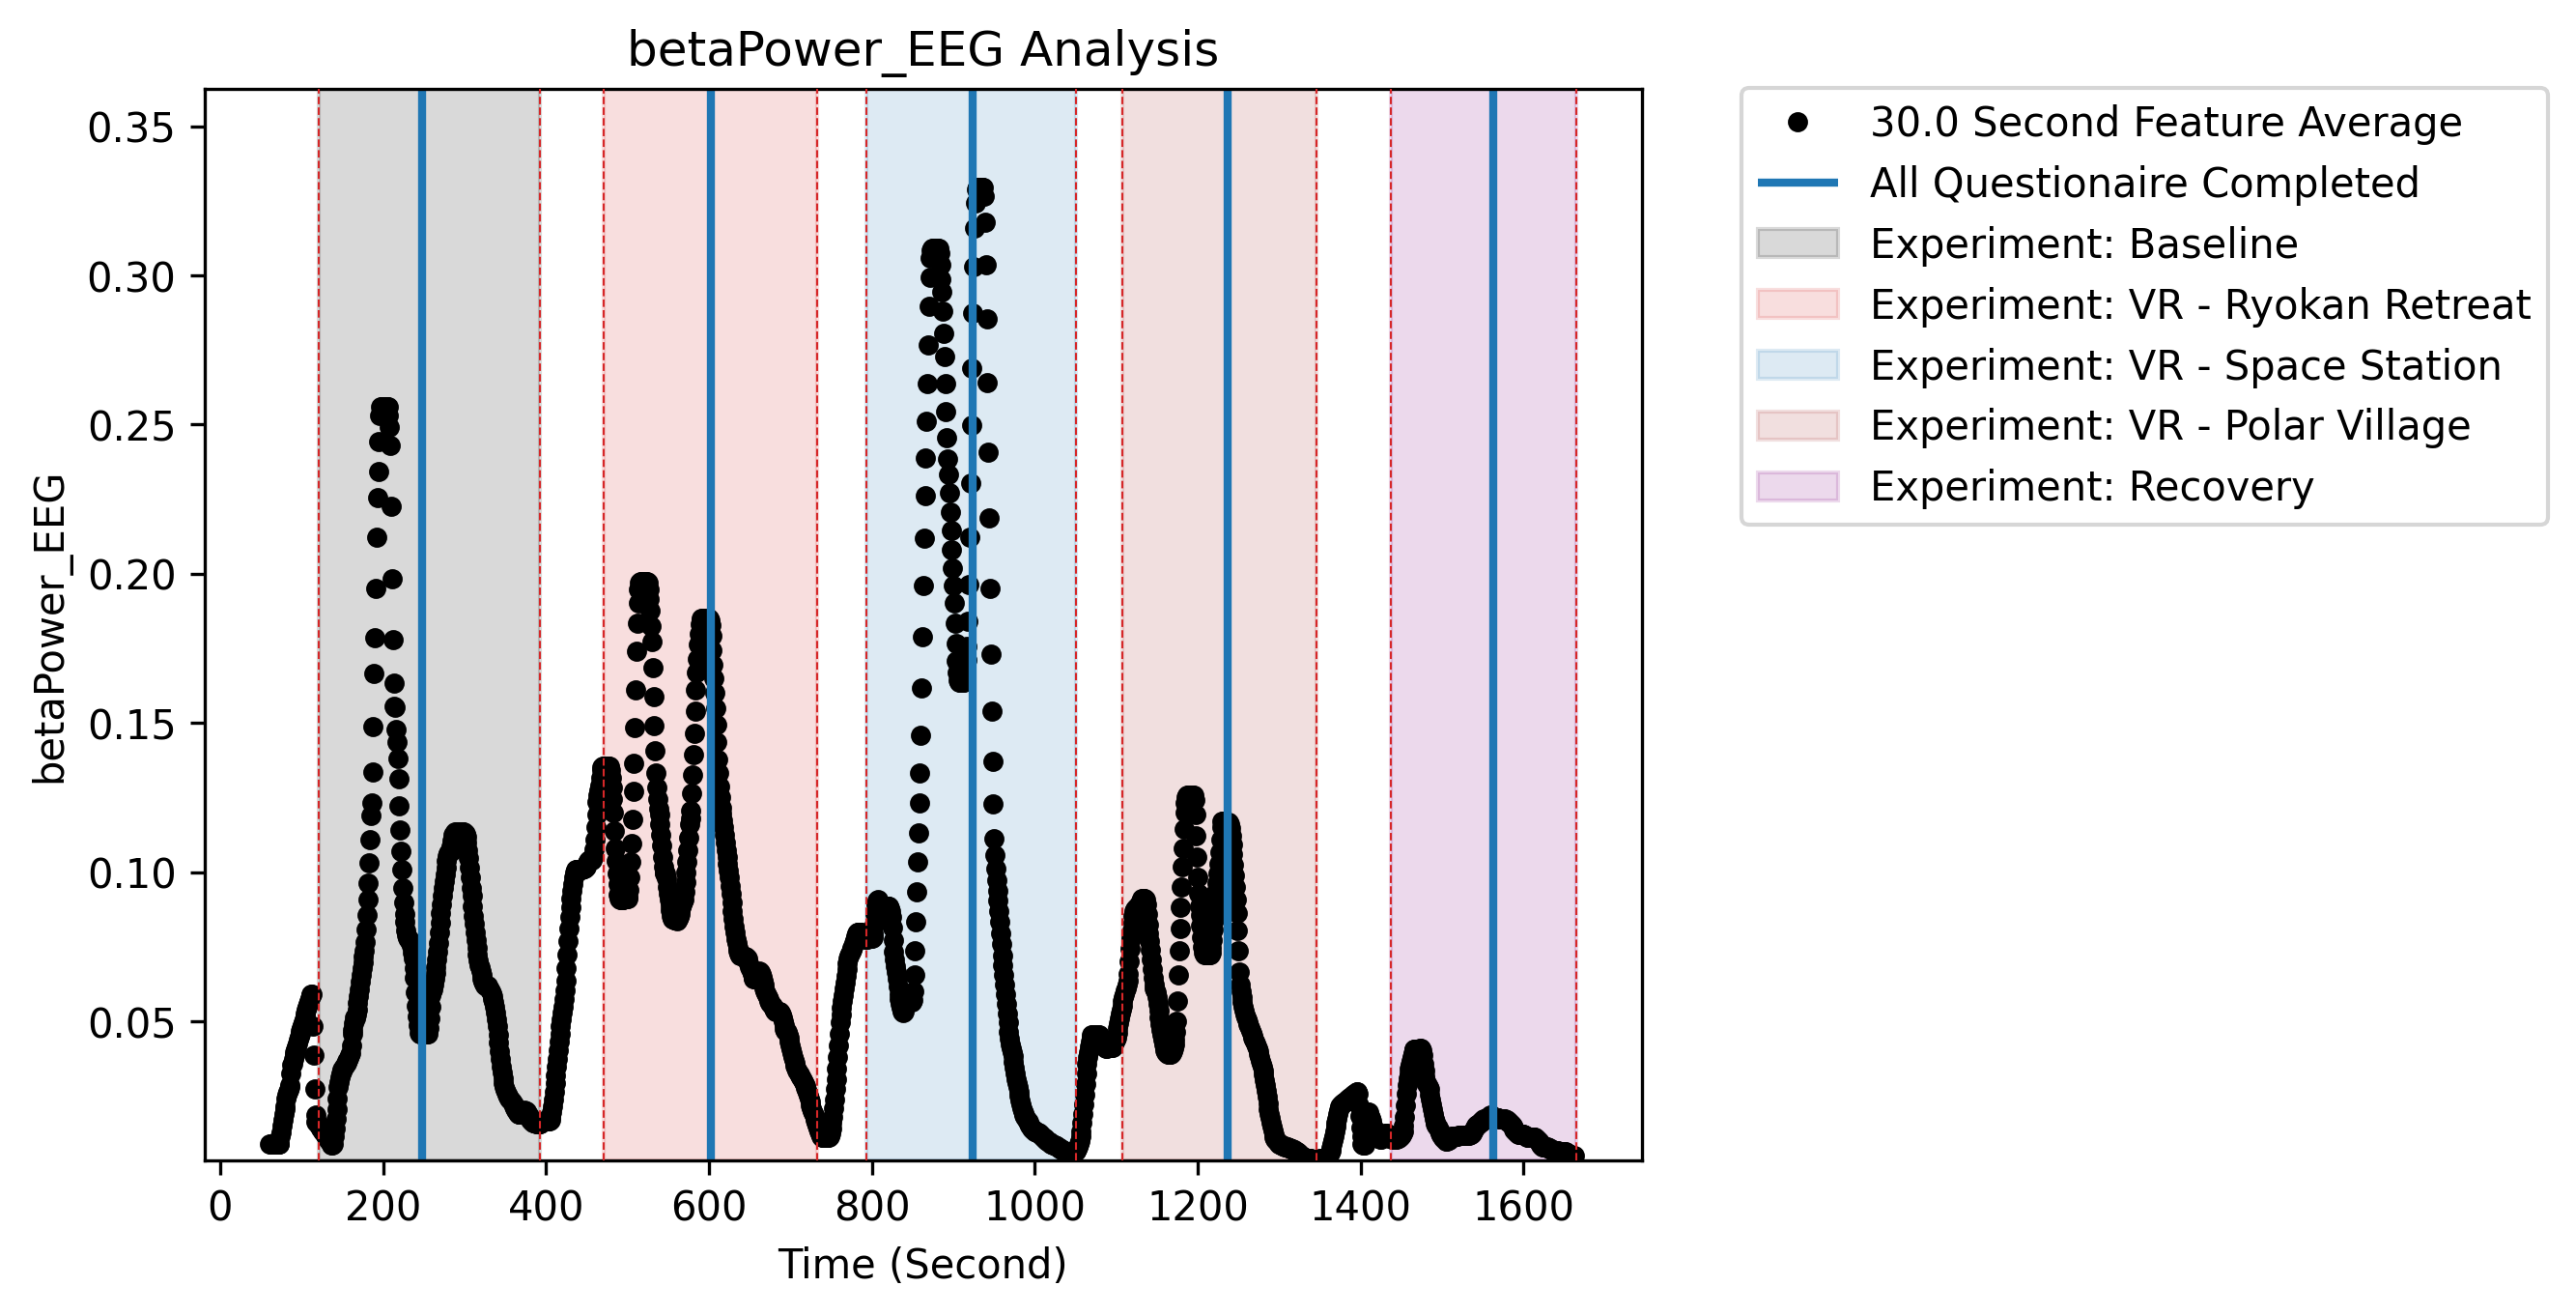 betaPower_EEG Analysis
betaPower_EEG
0.35
0.30
0.25
0.20
0.15
0.10
0.05
0 200 400 600 800 1000 1200 1400 1600
Time (Second)
30.0 Second Feature Average
All Questionaire Completed
Experiment: Baseline
Experiment: VR - Ryokan Retreat
Experiment: VR - Space Station
Experiment: VR - Polar Village
Experiment: Recovery